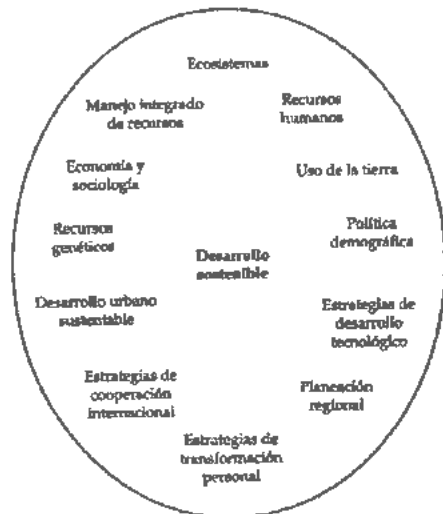 Ecosistemas
Manejo integrado
de recursos
Recursos
humanos
Economía y
sociología
Uso de la tierra
Recursos
genéticos
Política
demográfica
Desarrollo
sostenible
Desarrollo urbano
sustentable
Estrategias de
desarrollo
tecnológico
Estrategias de
cooperación
internacional
Planeación
regional
Estrategias de
transformación
personal